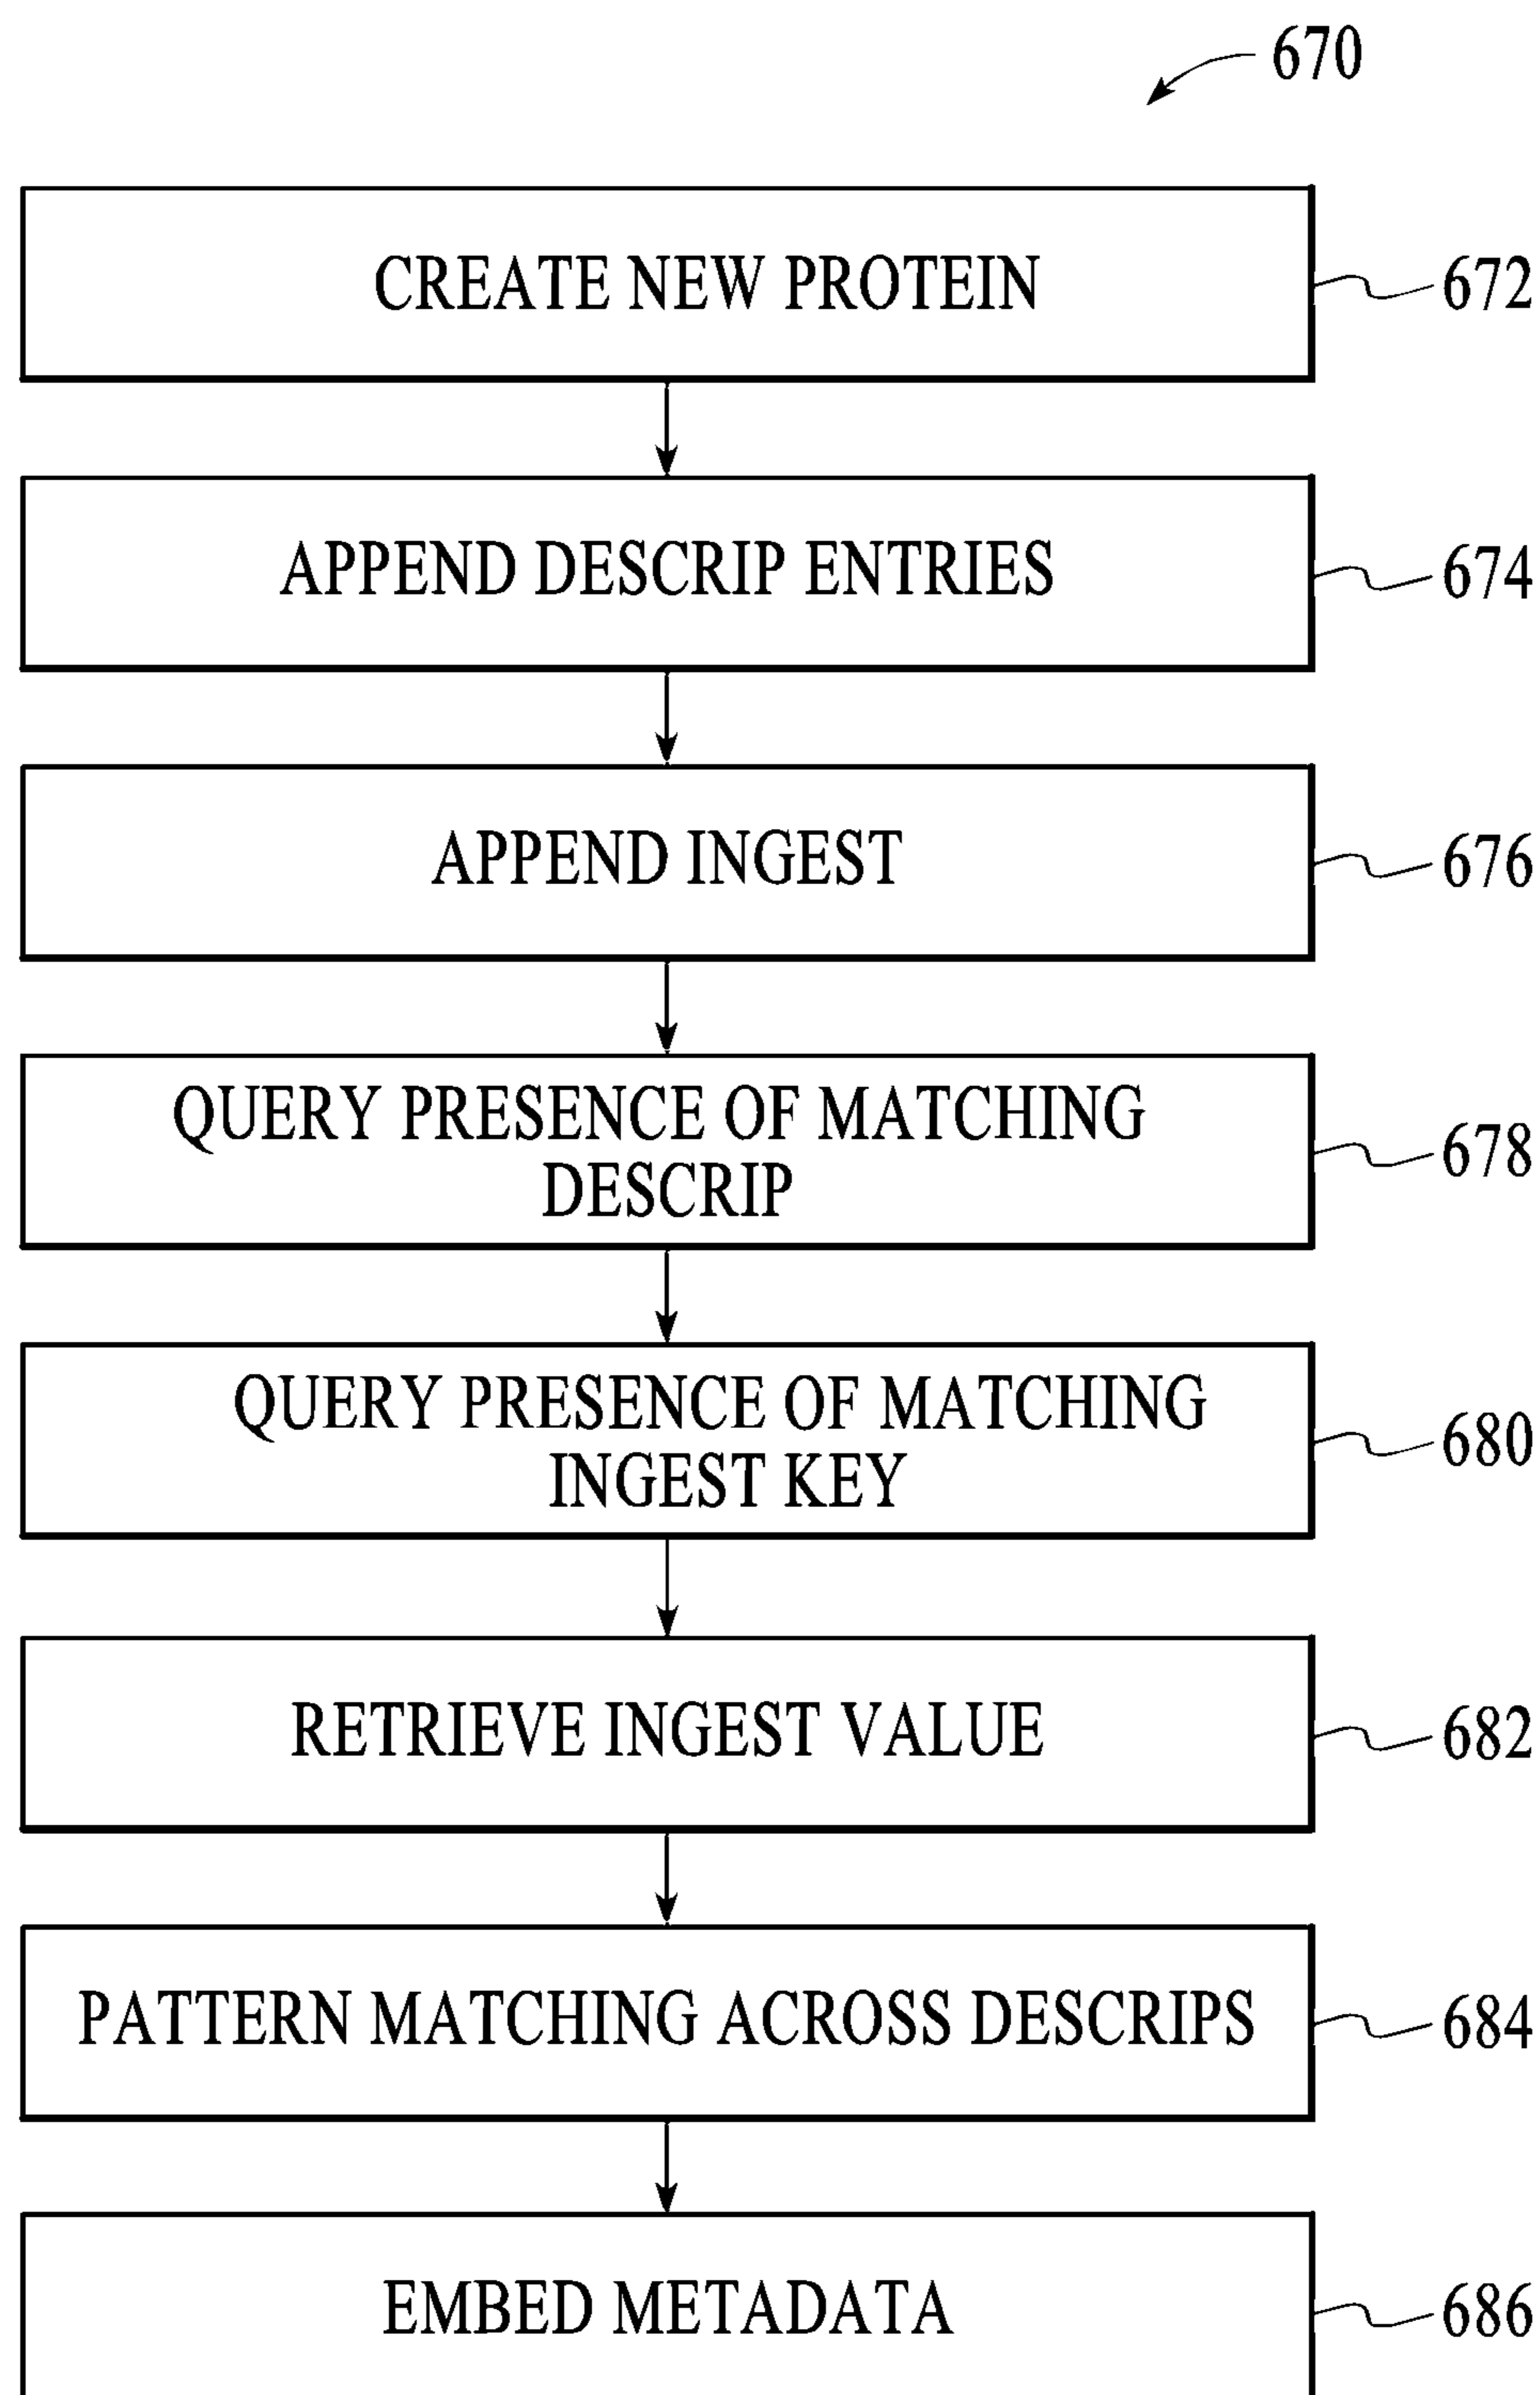 670
CREATE NEW PROTEIN
672
APPEND DESCRIP ENTRIES
674
APPEND INGEST
676
QUERY PRESENCE OF MATCHING
DESCRIP
678
QUERY PRESENCE OF MATCHING
INGEST KEY
680
RETRIEVE INGEST VALUE
682
PATTERN MATCHING ACROSS DESCRIPS
684
EMBED METADATA
686